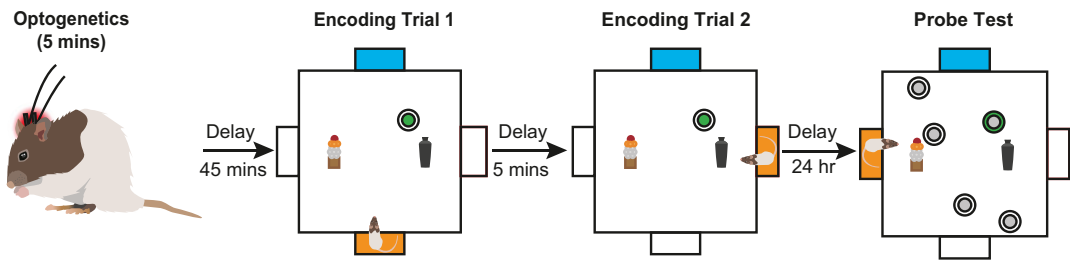 Optogenetics
(5 mins)
Encoding Trial 1
Encoding Trial 2
Probe Test
Delay
45 mins
Delay
5 mins
Delay
24 hr